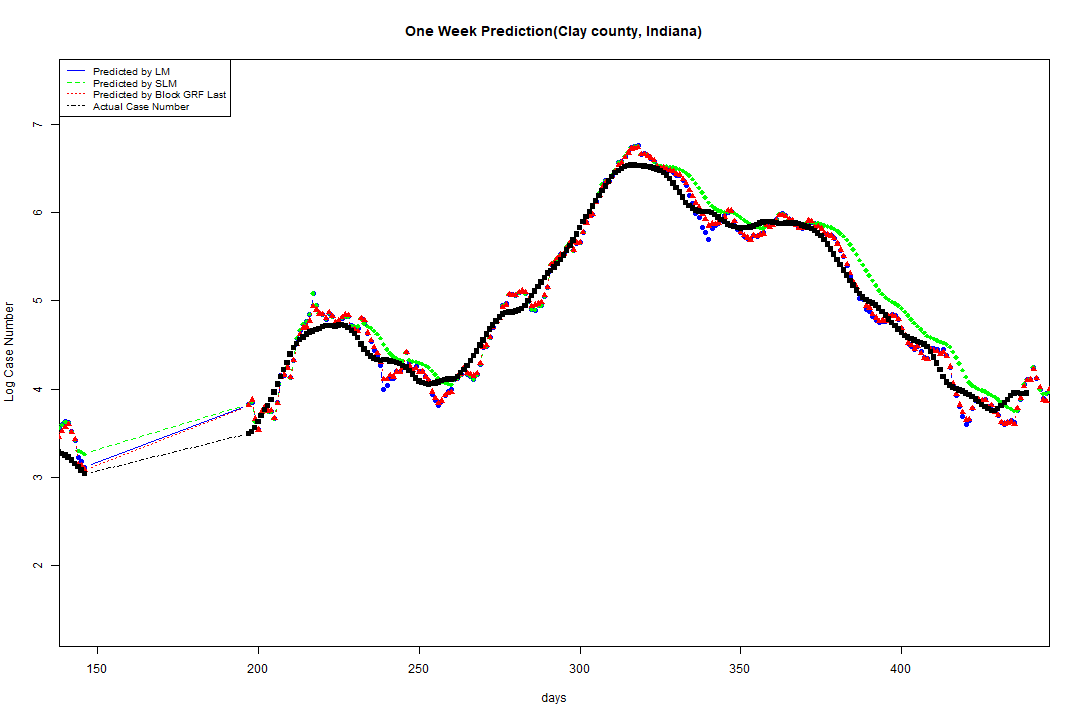 One Week Prediction(Clay county, Indiana)
Predicted by LM
Predicted by SLM
Predicted by Block GRF Last
Actual Case Number
7
6
5
4
3
2
Log Case Number
150 200 250 300 350 400
days